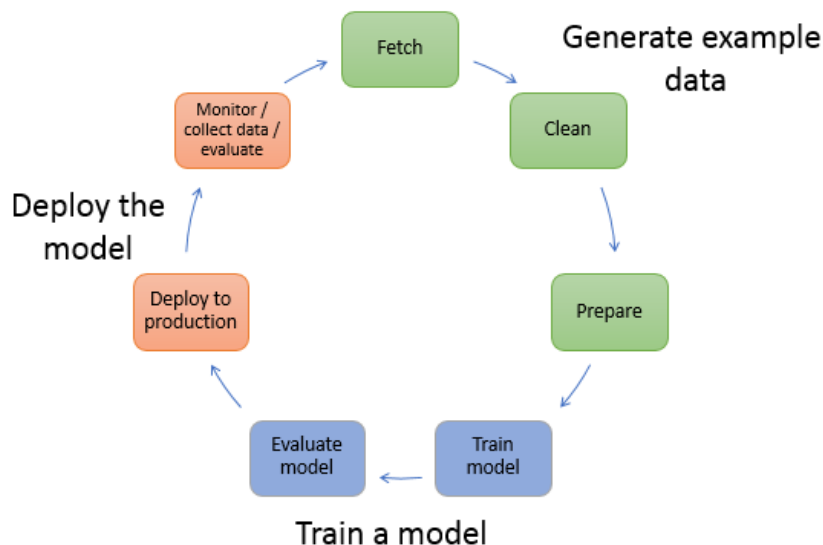 Fetch
Generate example
data
Clean
Prepare
Train
model
Evaluate
model
Train a model
Deploy to
production
Deploy the
model
Monitor /
collect data /
evaluate